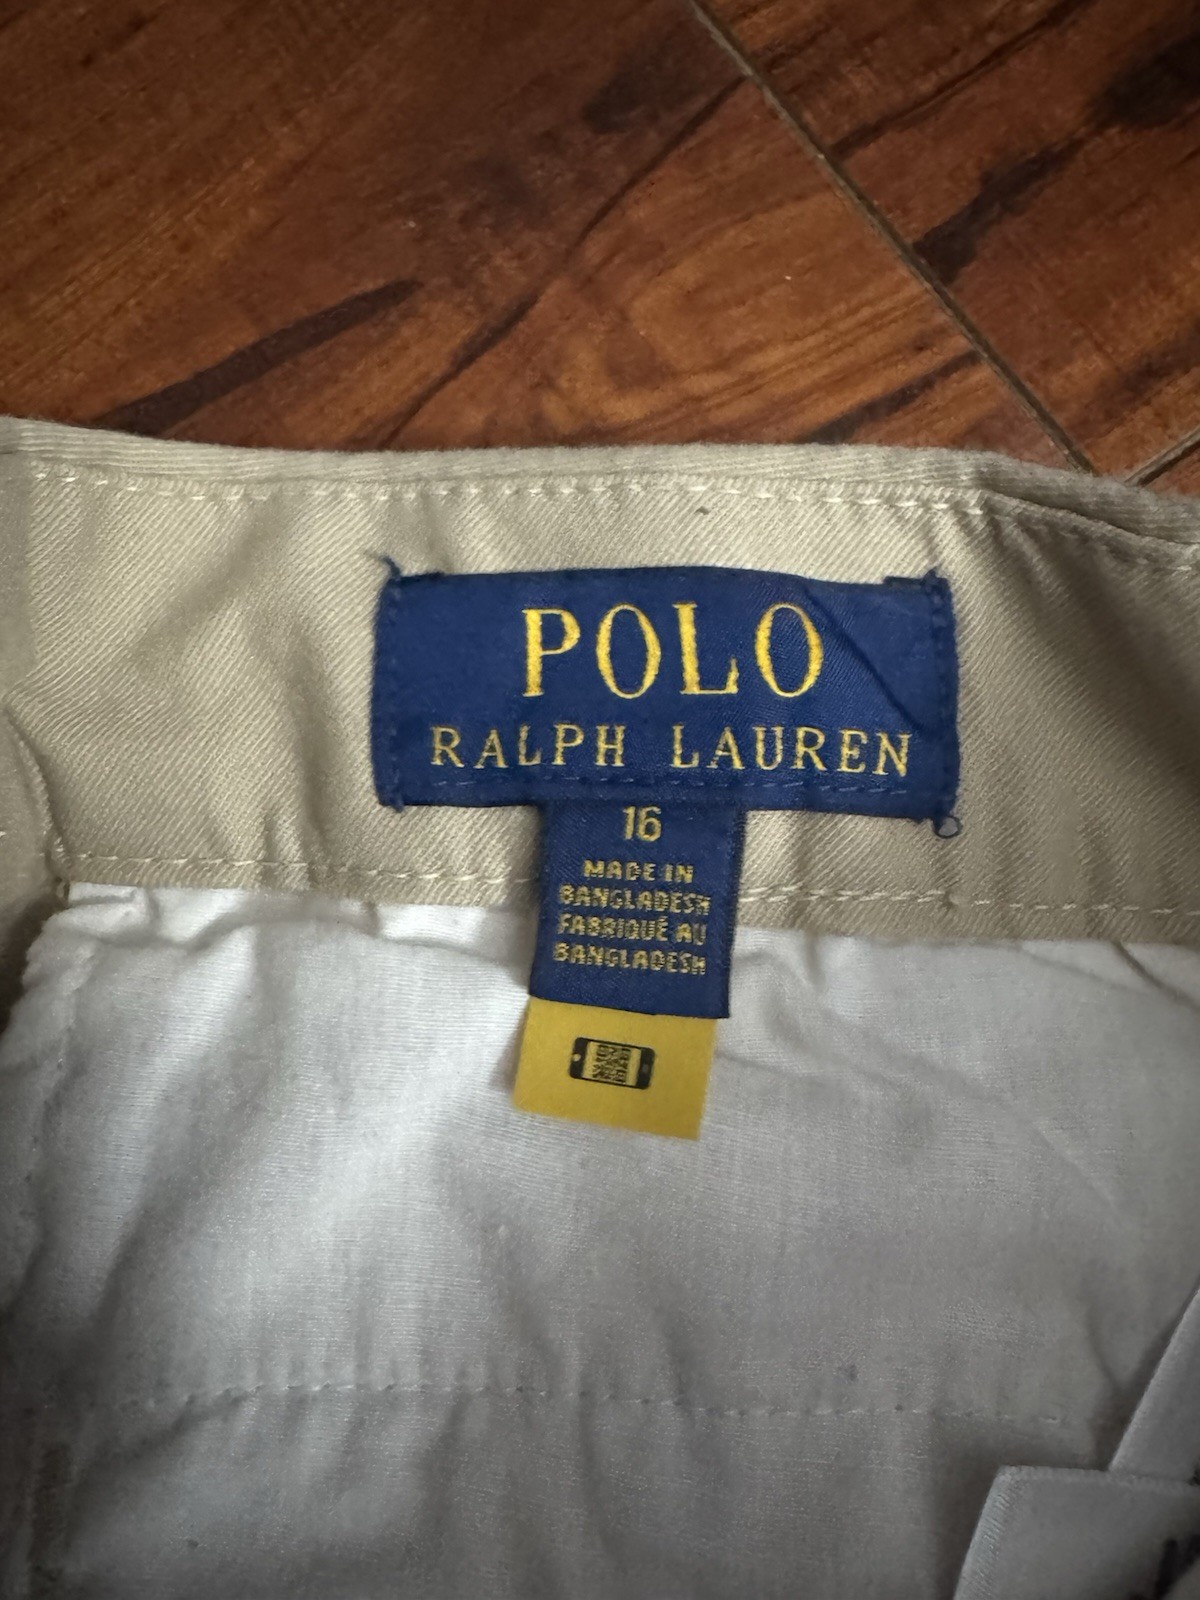 POLO
RALPH LAUREN
16
MADE IN
BANGLADESH
FABRIQUÉ AU
BANGLADESH